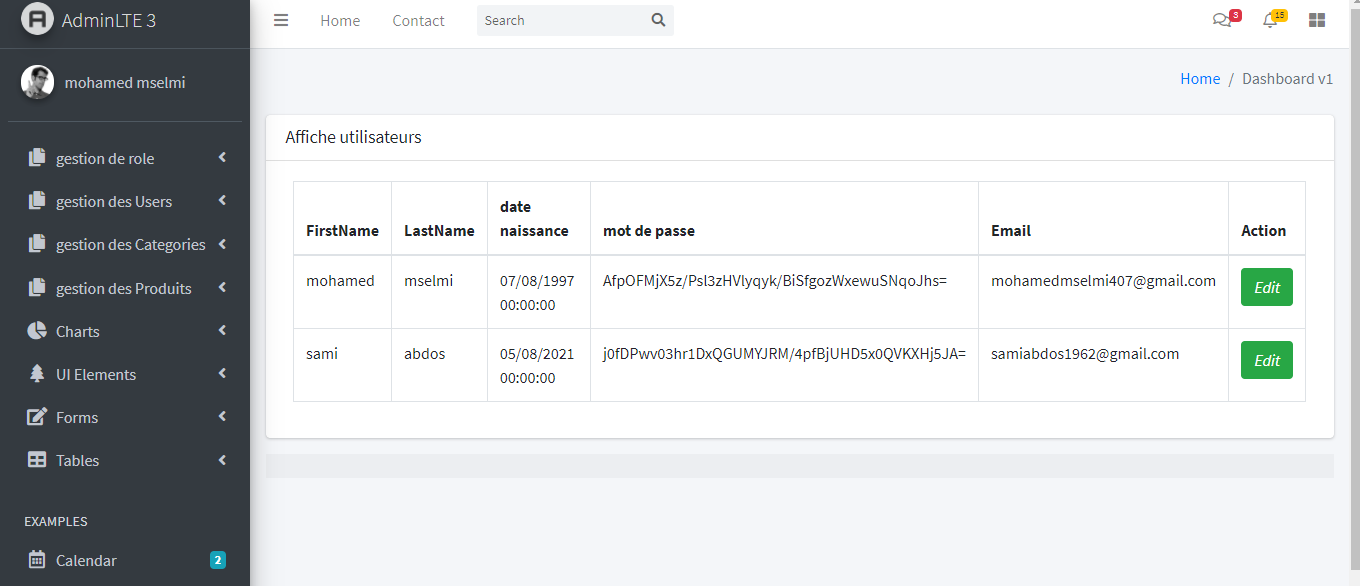 AdminLTE 3
Home
Contact
Search
3
15
mohamed mselmi
Home / Dashboard v1
gestion de role
gestion des Users
gestion des Categories
gestion des Produits
Charts
UI Elements
Forms
Tables
EXAMPLES
Calendar
2
Affiche utilisateurs
FirstName
LastName
date
naissance
mot de passe
Email
Action
mohamed
mselmi
07/08/1997
00:00:00
AfpOFMjX5z/Psl3zHVlyqyk/BiSfgozWxewuSNqoJhs=
mohamedmselmi407@gmail.com
Edit
sami
abdos
05/08/2021
00:00:00
j0fDPwv03hr1DxQGUMYJRM/4pfBjUHD5x0QVKXHj5JA=
samiabdos1962@gmail.com
Edit